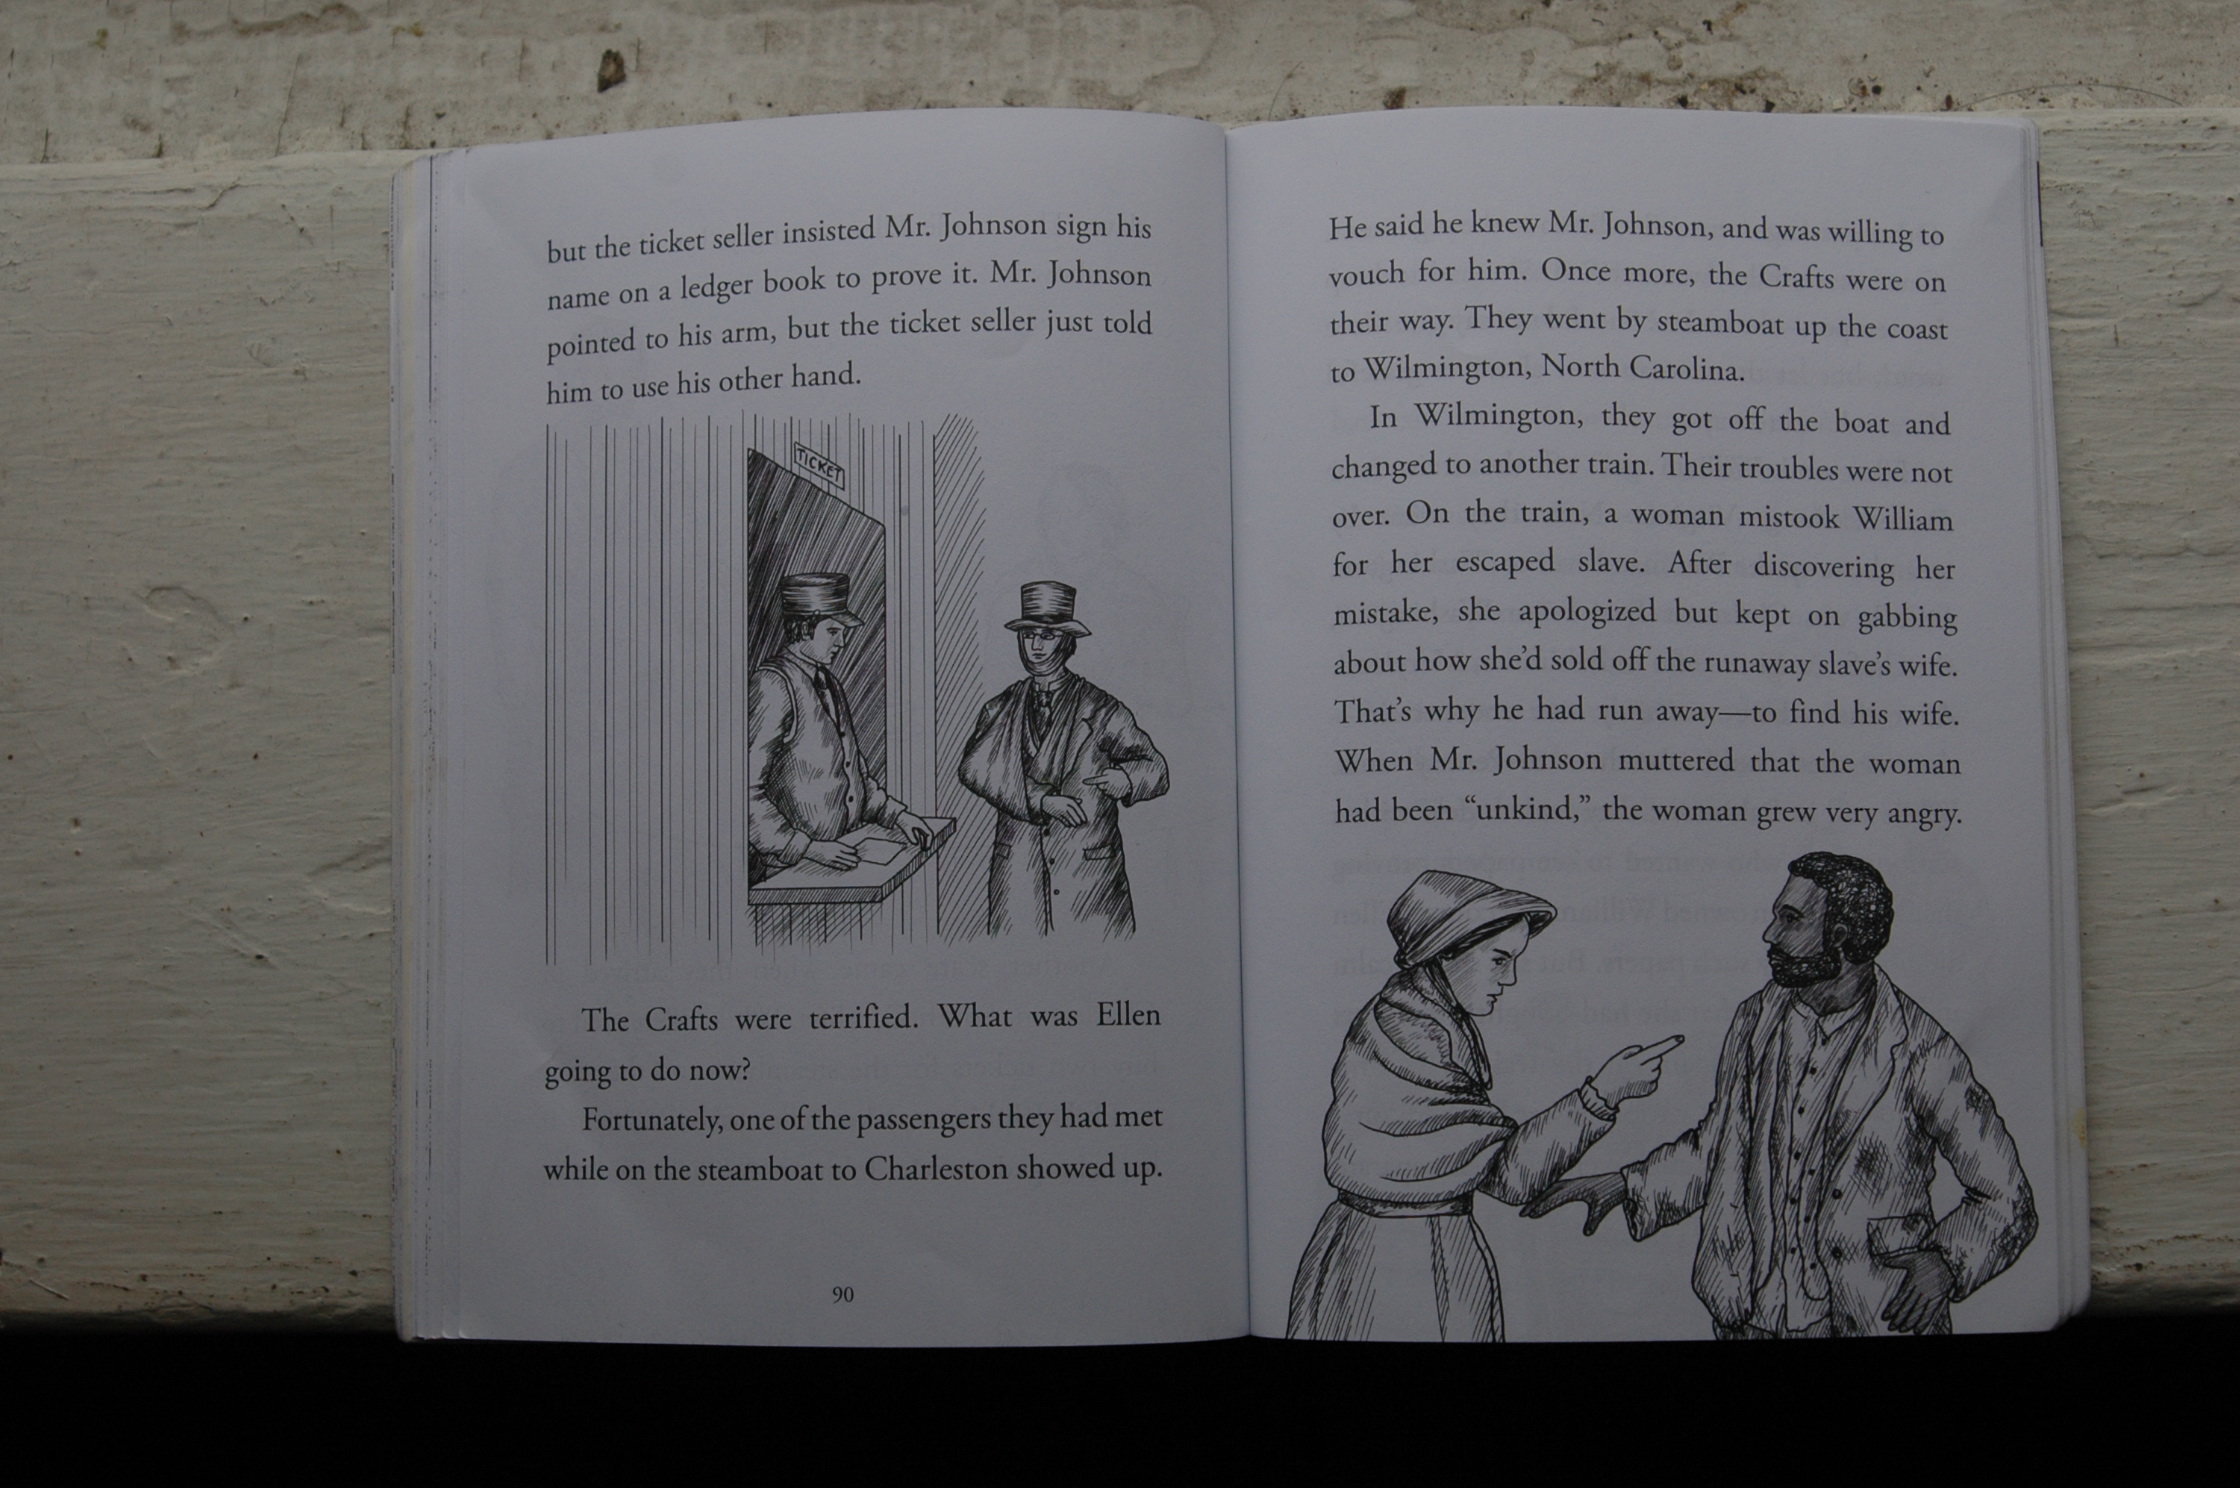 but the ticket seller insisted Mr. Johnson sign his
name on a ledger book to prove it. Mr. Johnson
pointed to his arm, but the ticket seller just told
him to use his other hand.
TICKET
The Crafts were terrified. What was Ellen
going to do now?
Fortunately, one of the passengers they had met
while on the steamboat to Charleston showed up.
90
He said he knew Mr. Johnson, and was willing to
vouch for him. Once more, the Crafts were on
their way. They went by steamboat up the coast
to Wilmington, North Carolina.
In Wilmington, they got off the boat and
changed to another train. Their troubles were not
over. On the train, a woman mistook William
for her escaped slave. After discovering her
mistake, she apologized but kept on gabbing
about how she’d sold off the runaway slave’s wife.
That’s why he had run away—to find his wife.
When Mr. Johnson muttered that the woman
had been “unkind,” the woman grew very angry.